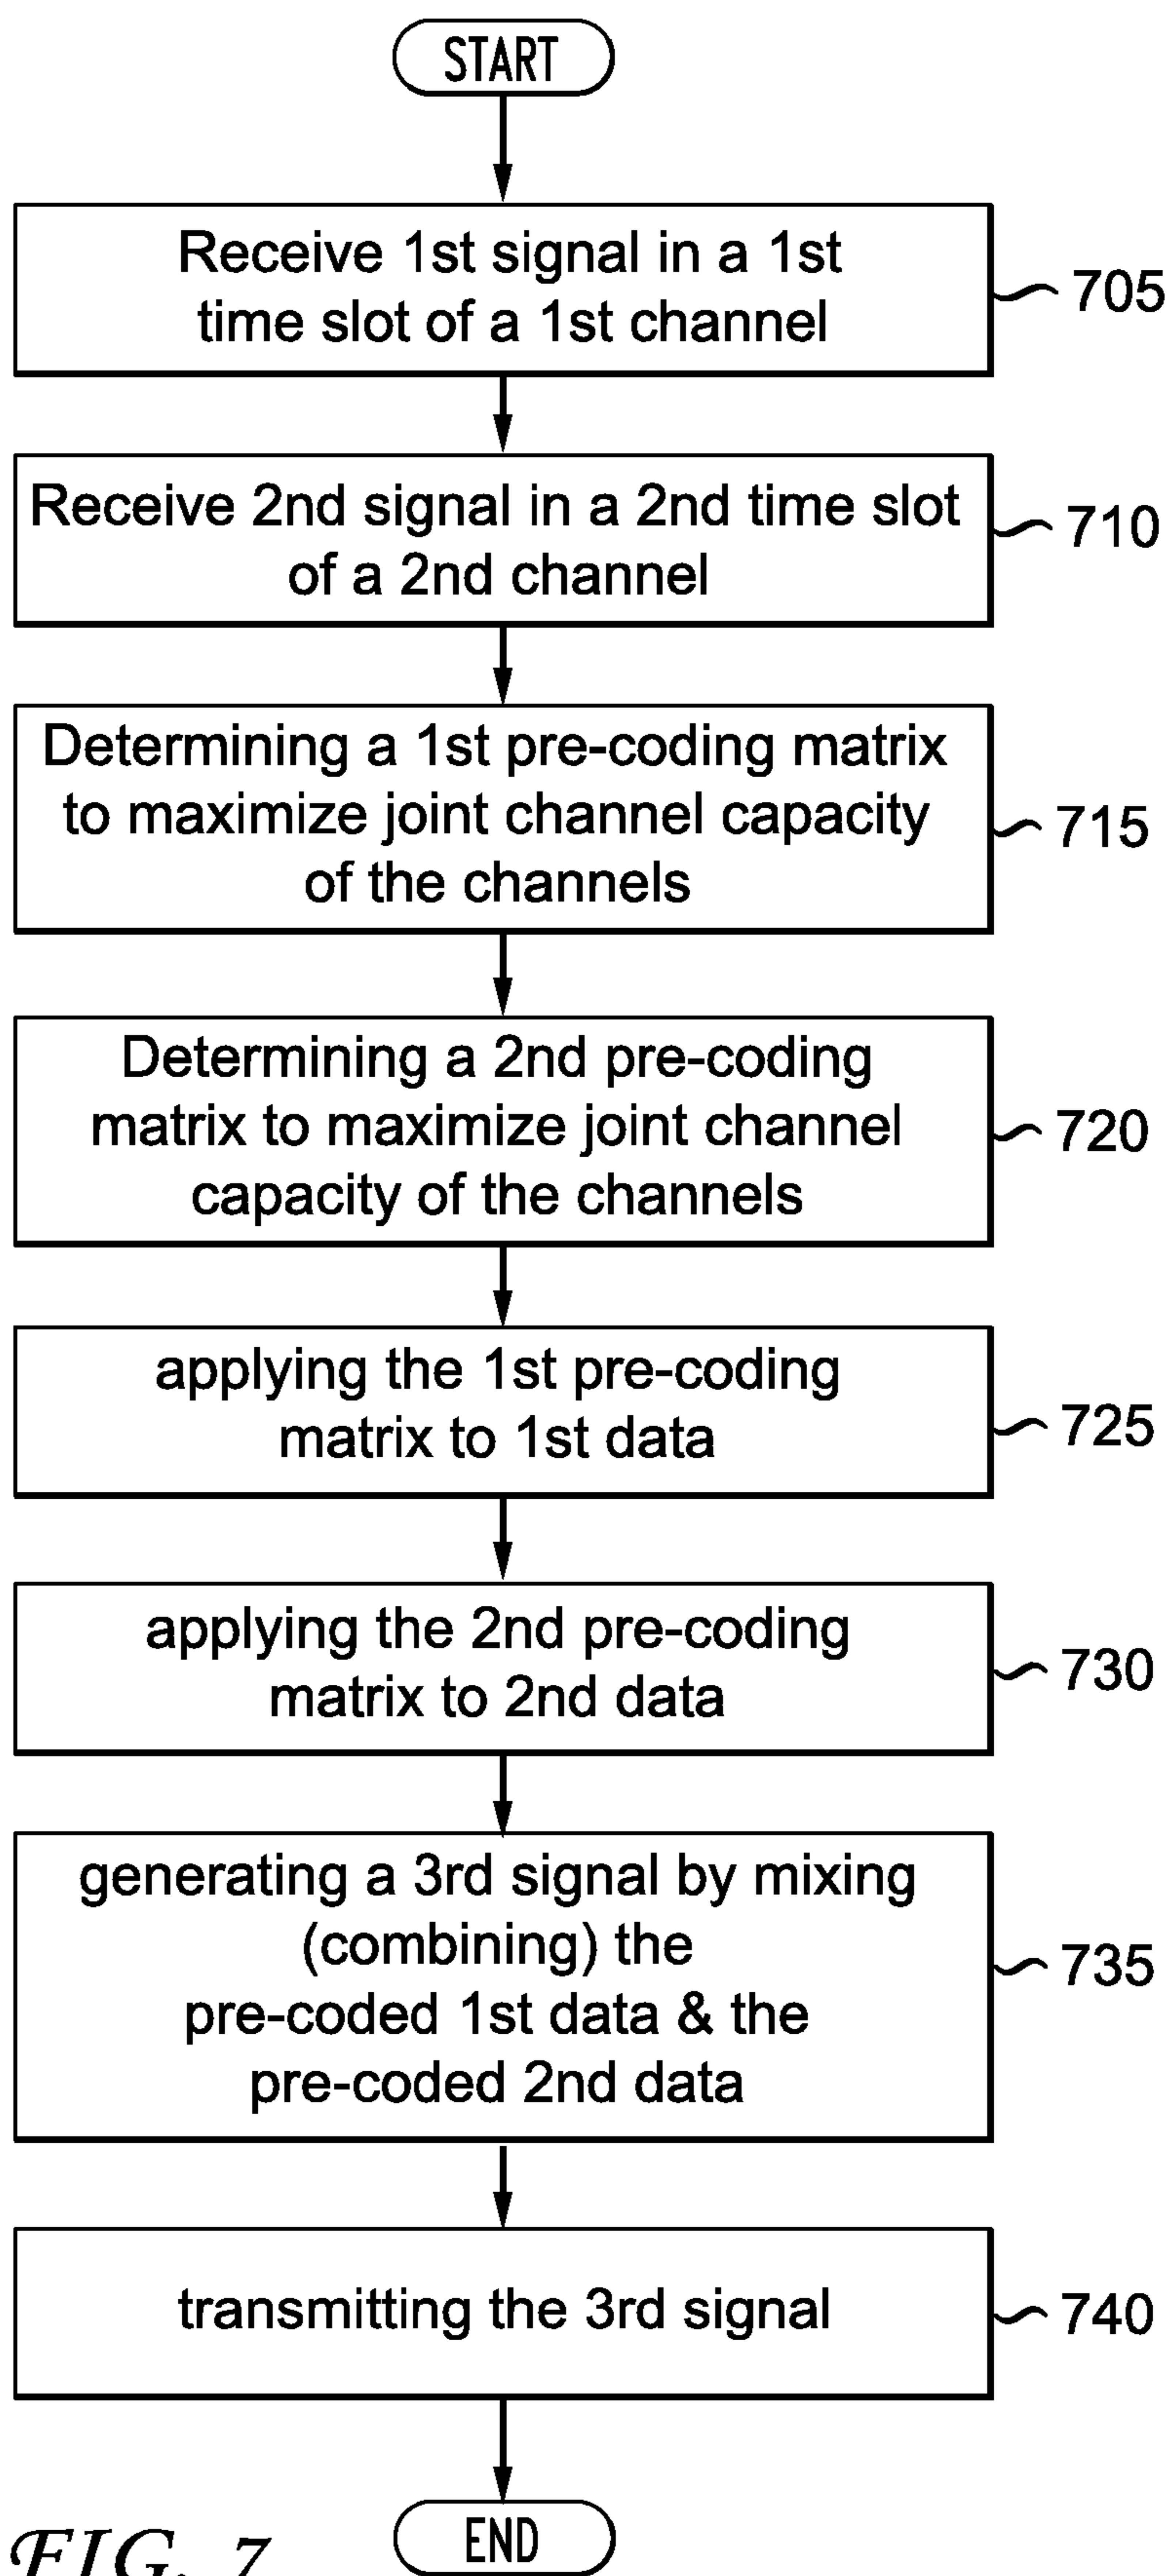 START
Receive 1st signal in a 1st
time slot of a 1st channel
705
Receive 2nd signal in a 2nd time slot
of a 2nd channel
710
Determining a 1st pre-coding matrix
to maximize joint channel capacity
of the channels
715
Determining a 2nd pre-coding
matrix to maximize joint channel
capacity of the channels
720
applying the 1st pre-coding
matrix to 1st data
725
applying the 2nd pre-coding
matrix to 2nd data
730
generating a 3rd signal by mixing
(combining) the
pre-coded 1st data & the
pre-coded 2nd data
735
transmitting the 3rd signal
740
END
FIG. 7